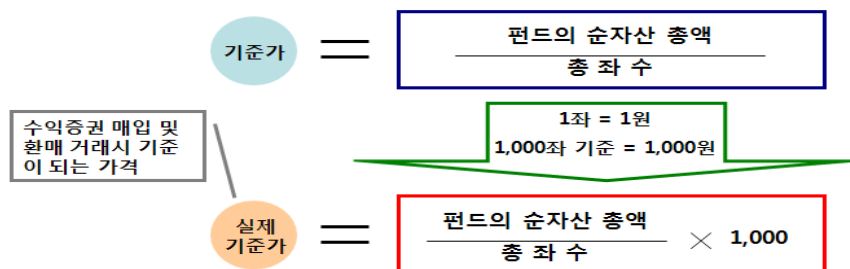 기준가
=
펀드의 순자산 총액
총 좌 수
1좌 = 1원
1,000좌 기준 = 1,000원
수익증권 매입 및
환매 거래시 기준
이 되는 가격
실제
기준가
=
펀드의 순자산 총액
총 좌 수
× 1,000